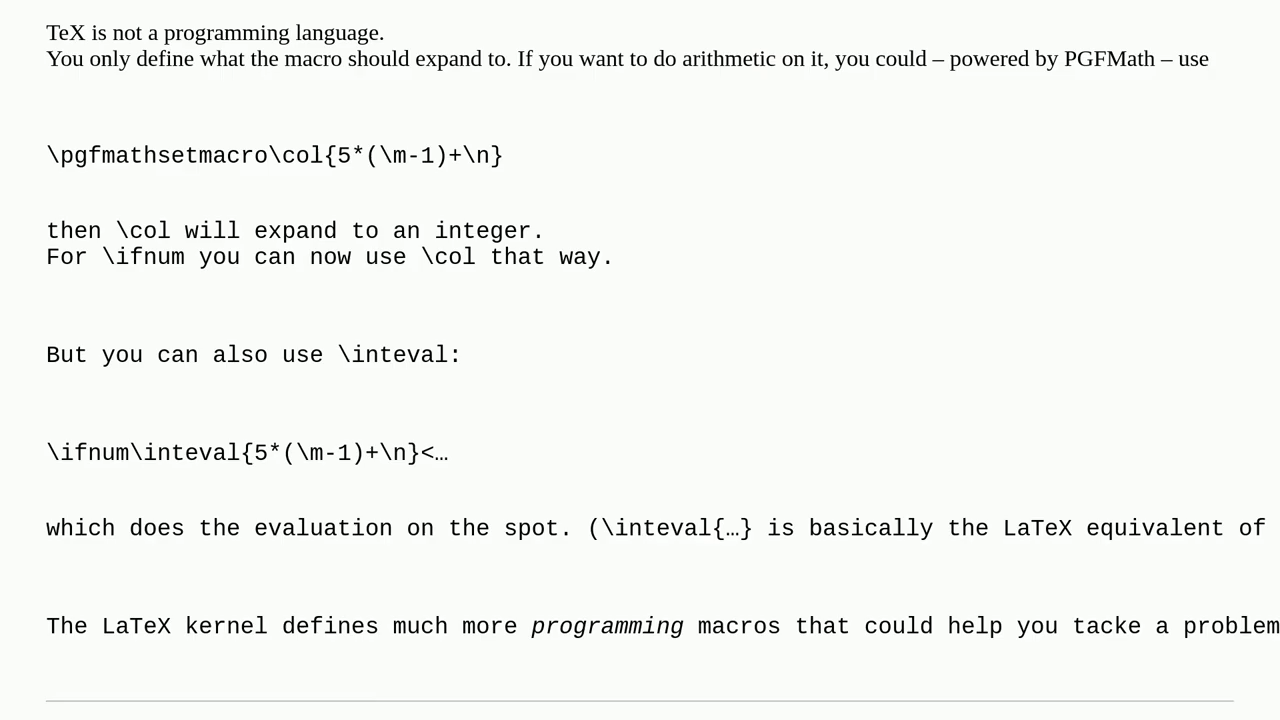 TeX is not a programming language.
You only define what the macro should expand to. If you want to do arithmetic on it, you could – powered by PGFMath – use
\pgfmathsetmacro\col{5*(\m-1)+\n}
then \col will expand to an integer.
For \ifnum you can now use \col that way.
But you can also use \inteval:
\ifnum\inteval{5*(\m-1)+\n}<…
which does the evaluation on the spot. (\inteval{…} is basically the LaTeX equivalent of
The LaTeX kernel defines much more programming macros that could help you tacke a problem